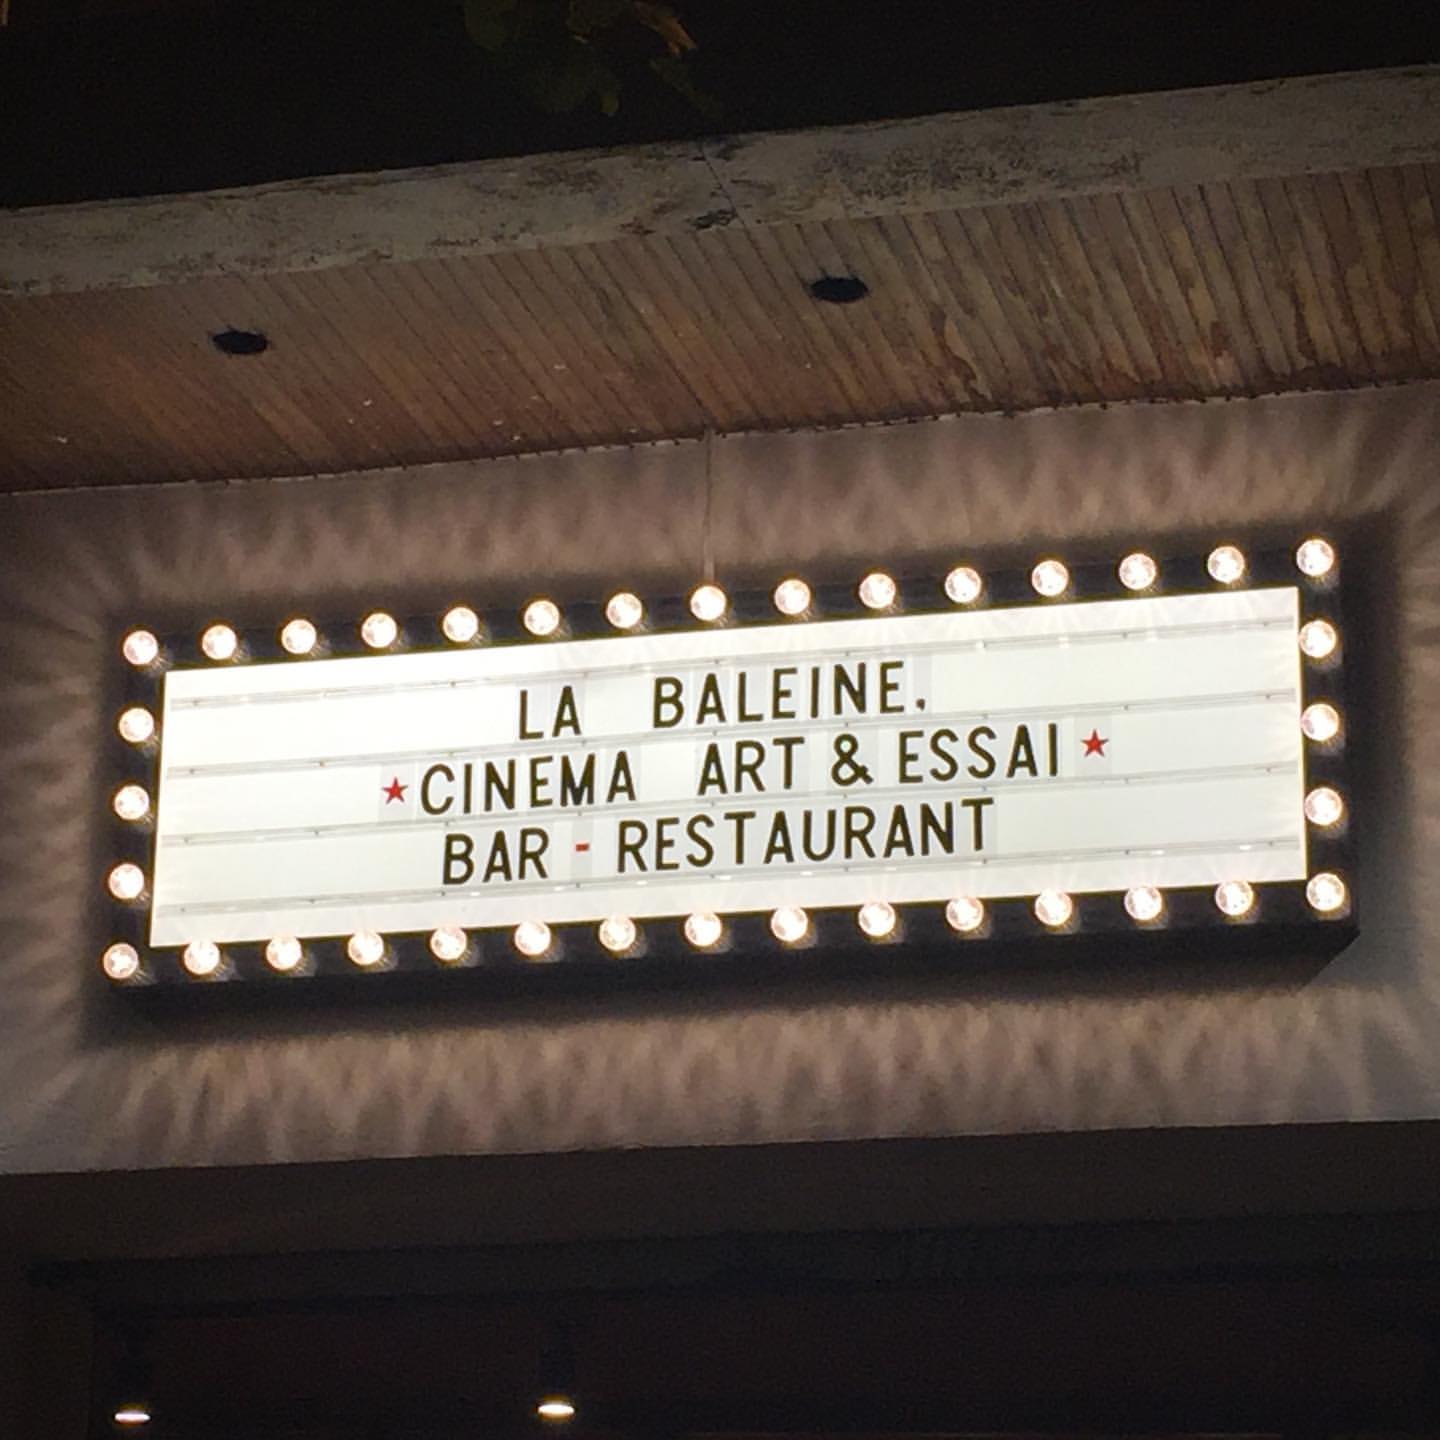 LA BALEINE.
★CINEMA ART & ESSAI★
BAR - RESTAURANT